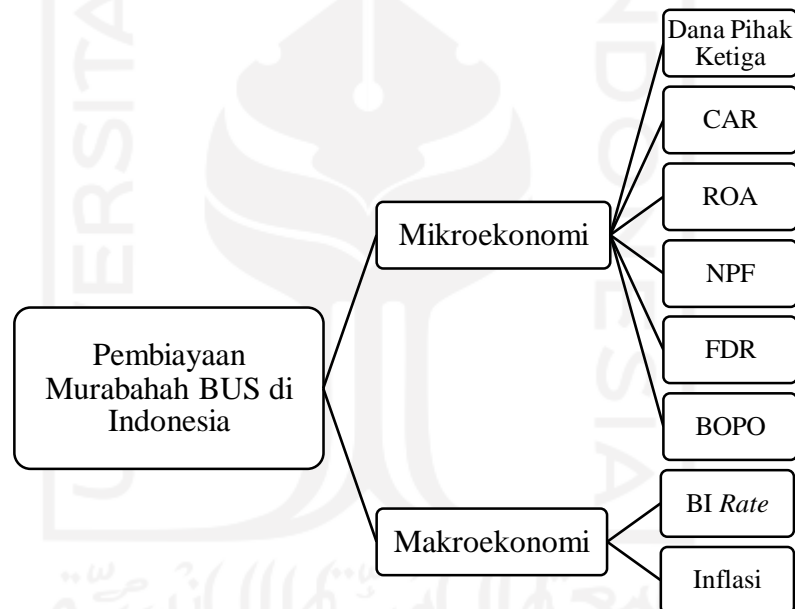 Dana Pihak
Ketiga
CAR
ROA
Mikroekonomi
NPF
FDR
BOPO
Pembiayaan
Murabahah BUS di
Indonesia
BI Rate
Makroekonomi
Inflasi